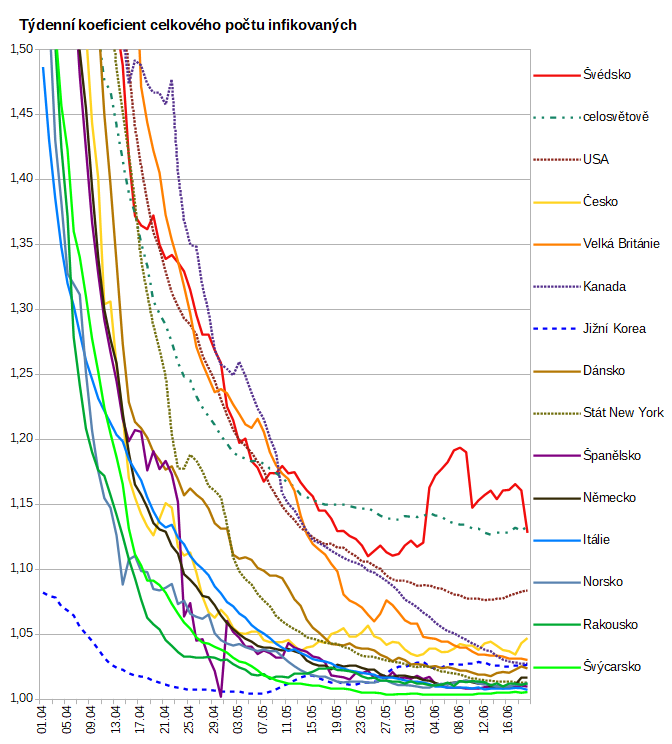 Týdenní koeficient celkového počtu infikovaných
1,50
1,45
1,40
1,35
1,30
1,25
1,20
1,15
1,10
1,05
1,00
01.04
05.04
09.04
13.04
17.04
21.04
25.04
29.04
03.05
07.05
11.05
15.05
19.05
23.05
27.05
31.05
04.06
08.06
12.06
16.06
Švédsko
celosvětově
USA
Česko
Velká Británie
Kanada
Jižní Korea
Dánsko
Stát New York
Španělsko
Německo
Itálie
Norsko
Rakousko
Švýcarsko